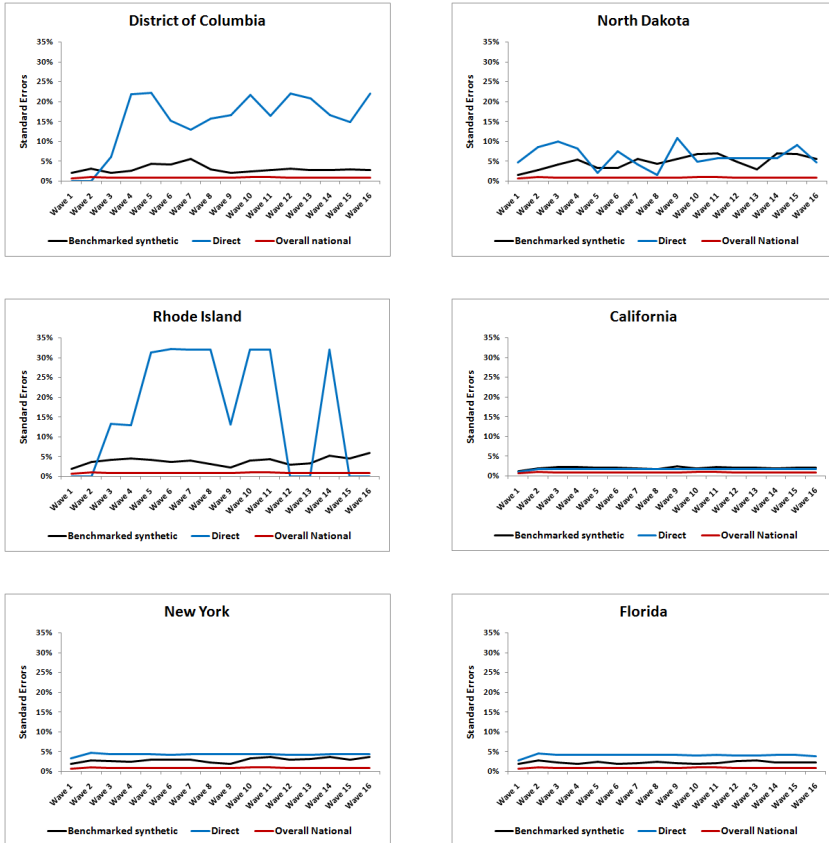 District of Columbia
Standard Errors
35%
30%
25%
20%
15%
10%
5%
0%
Wave 1 Wave 2 Wave 3 Wave 4 Wave 5 Wave 6 Wave 7 Wave 8 Wave 9 Wave 10 Wave 11 Wave 12 Wave 13 Wave 14 Wave 15 Wave 16
Benchmarked synthetic Direct Overall National
North Dakota
Standard Errors
35%
30%
25%
20%
15%
10%
5%
0%
Wave 1 Wave 2 Wave 3 Wave 4 Wave 5 Wave 6 Wave 7 Wave 8 Wave 9 Wave 10 Wave 11 Wave 12 Wave 13 Wave 14 Wave 15 Wave 16
Benchmarked synthetic Direct Overall National
Rhode Island
Standard Errors
35%
30%
25%
20%
15%
10%
5%
0%
Wave 1 Wave 2 Wave 3 Wave 4 Wave 5 Wave 6 Wave 7 Wave 8 Wave 9 Wave 10 Wave 11 Wave 12 Wave 13 Wave 14 Wave 15 Wave 16
Benchmarked synthetic Direct Overall National
California
Standard Errors
35%
30%
25%
20%
15%
10%
5%
0%
Wave 1 Wave 2 Wave 3 Wave 4 Wave 5 Wave 6 Wave 7 Wave 8 Wave 9 Wave 10 Wave 11 Wave 12 Wave 13 Wave 14 Wave 15 Wave 16
Benchmarked synthetic Direct Overall National
New York
Standard Errors
35%
30%
25%
20%
15%
10%
5%
0%
Wave 1 Wave 2 Wave 3 Wave 4 Wave 5 Wave 6 Wave 7 Wave 8 Wave 9 Wave 10 Wave 11 Wave 12 Wave 13 Wave 14 Wave 15 Wave 16
Benchmarked synthetic Direct Overall National
Florida
Standard Errors
35%
30%
25%
20%
15%
10%
5%
0%
Wave 1 Wave 2 Wave 3 Wave 4 Wave 5 Wave 6 Wave 7 Wave 8 Wave 9 Wave 10 Wave 11 Wave 12 Wave 13 Wave 14 Wave 15 Wave 16
Benchmarked synthetic Direct Overall National